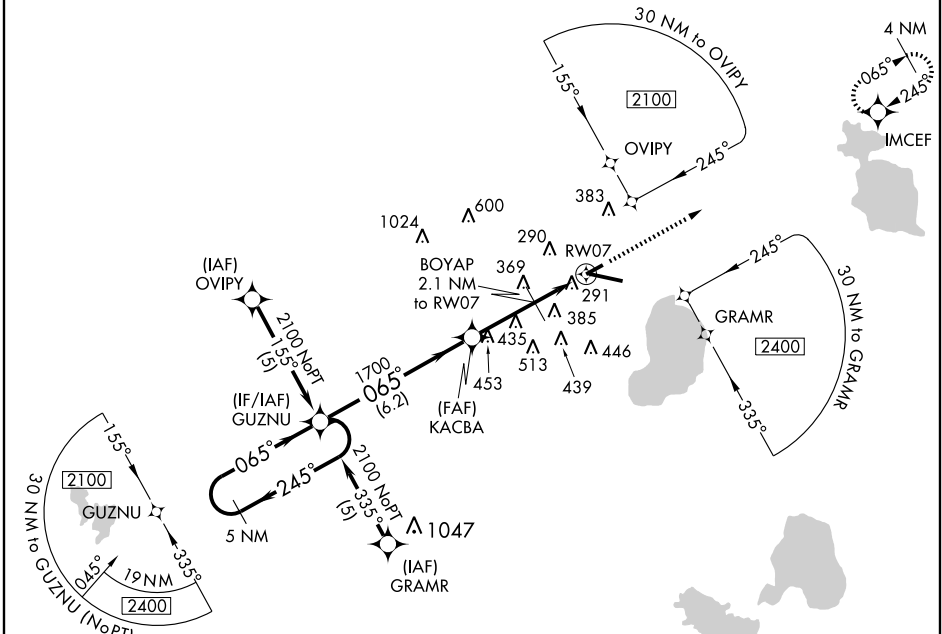 30 NM to OVIPY
155°
2100
OVIPY
245°
4 NM
065°
245°
IMCEF
600
1024
383
290
RW07
BOYAP
2.1 NM
to RW07
369
291
385
435
453
513
439
446
(IAF)
OVIPY
2100 NoPT
155°
(5)
1700
065°
(6.2)
(FAF)
KACBA
(IF/IAF)
GUZNU
065°
245°
5 NM
2100 NoPT
335°
(5)
1047
(IAF)
GRAMR
245°
GRAMR
2400
335°
30 NM to GRAMR
155°
2100
GUZNU
335°
045°
19 NM
2400
30 NM to GUZNU (NoPT)